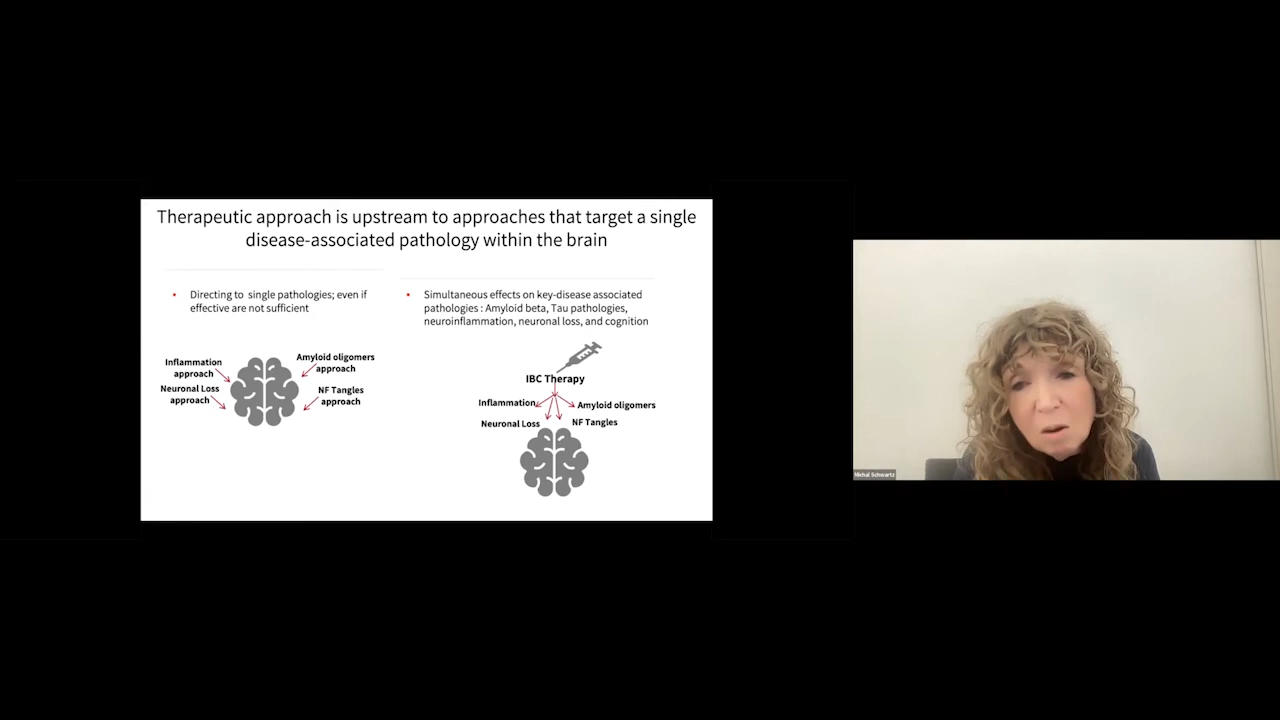 Therapeutic approach is upstream to approaches that target a single
disease-associated pathology within the brain
• Directing to single pathologies; even if
effective are not sufficient
Inflammation
approach
Neuronal Loss
approach
Amyloid oligomers
approach
NF Tangles
approach
• Simultaneous effects on key-disease associated
pathologies : Amyloid beta, Tau pathologies,
neuroinflammation, neuronal loss, and cognition
IBC Therapy
Inflammation
Amyloid oligomers
Neuronal Loss
NF Tangles
Michal Schwartz